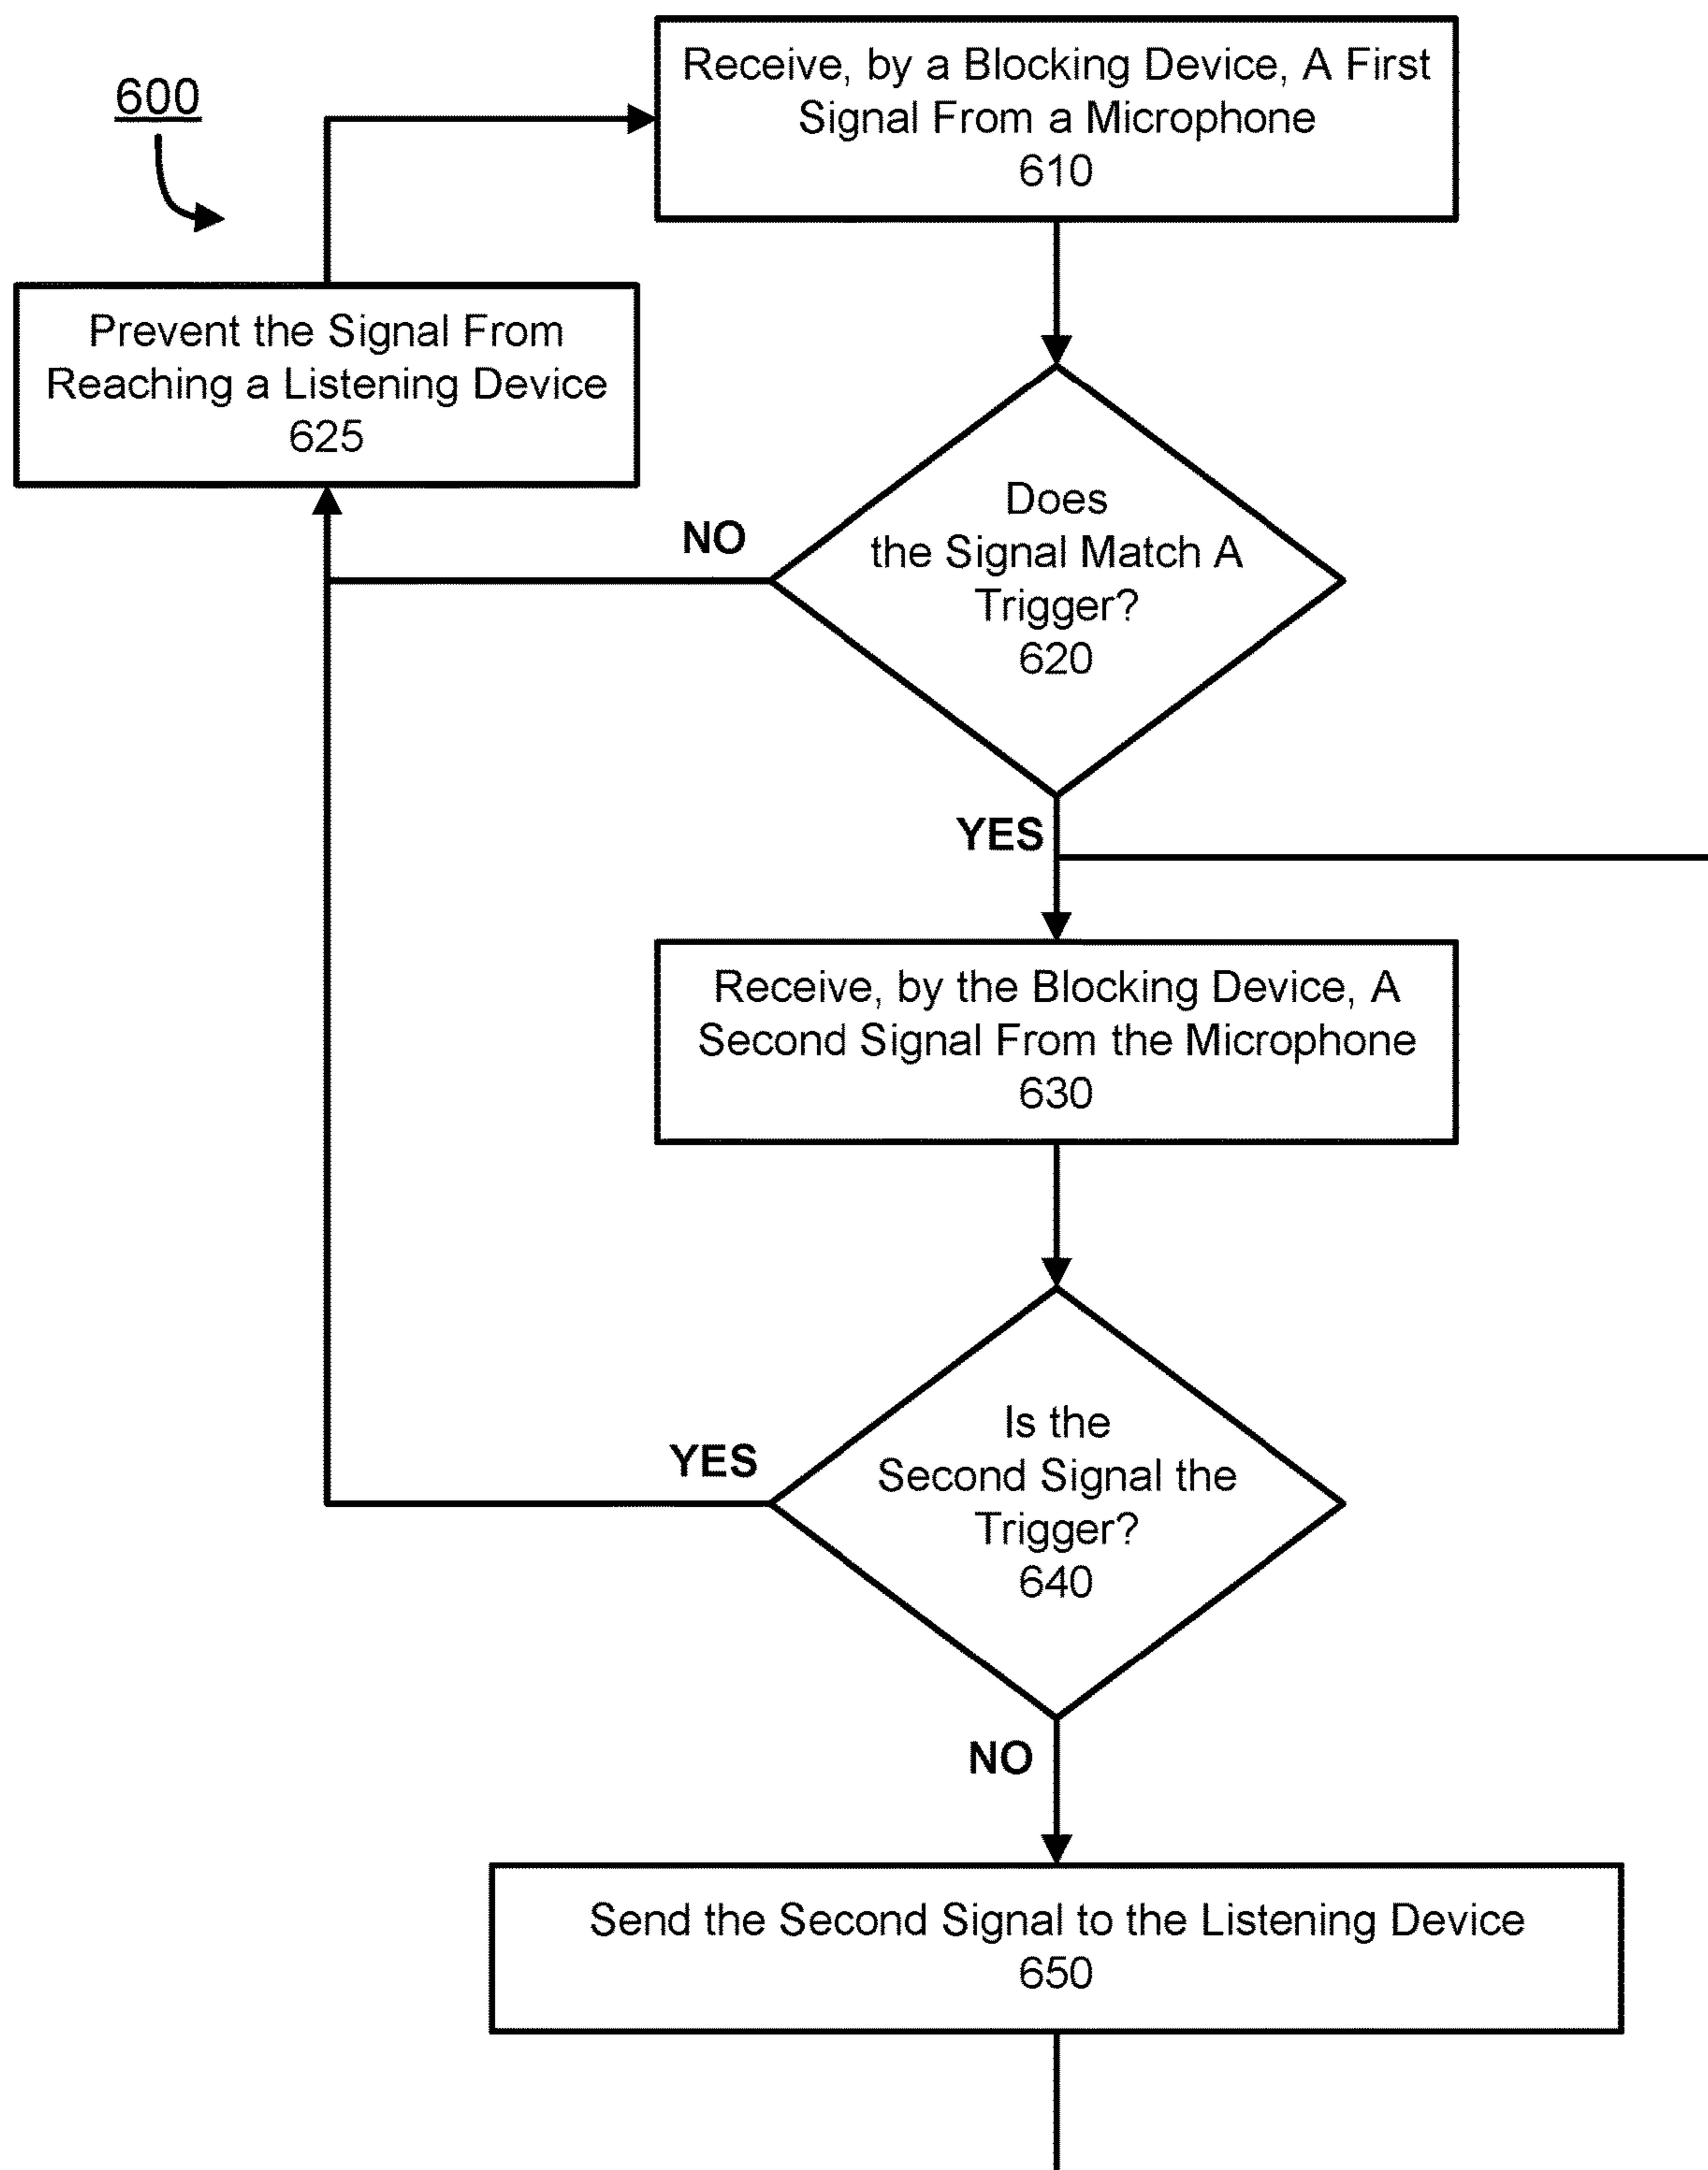 600
Receive, by a Blocking Device, A First
Signal From a Microphone
610
Prevent the Signal From
Reaching a Listening Device
625
Does
the Signal Match A
Trigger?
620
NO
YES
Receive, by the Blocking Device, A
Second Signal From the Microphone
630
Is the
Second Signal the
Trigger?
640
YES
NO
Send the Second Signal to the Listening Device
650